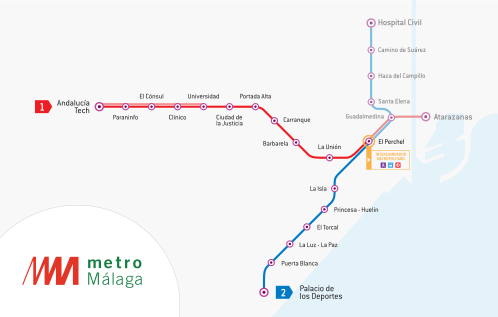 Hospital Civil
Camino de Suárez
Haza del Campillo
El Cónsul
Universidad
Portada Alta
Santa Elena
1
Andalucía
Tech
Paraninfo
Clínico
Ciudad de
la Justicia
Carranque
Guadalmedina
Atarazanas
Barbarela
La Unión
El Perchel
INTERCAMBIADOR
METROPOLITANO
La Isla
Princesa - Huelin
El Torcal
La Luz - La Paz
Puerta Blanca
2
Palacio de
los Deportes
metro
Málaga